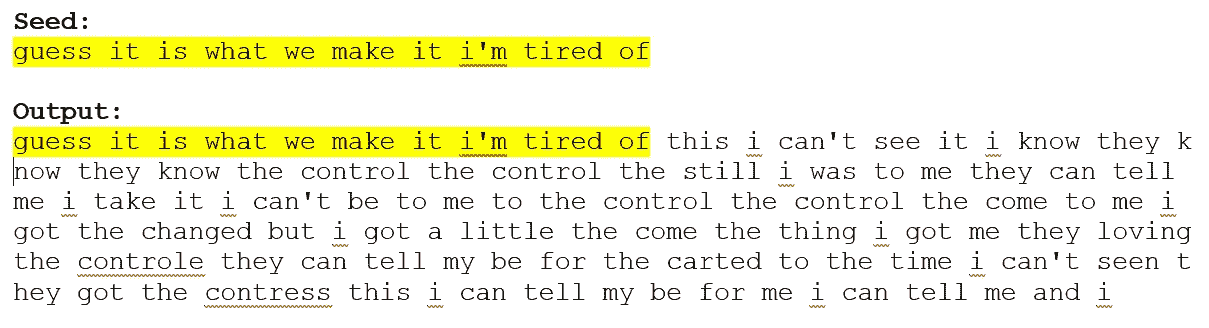 Seed:
guess it is what we make it i'm tired of
Output:
guess it is what we make it i'm tired of this i can't see it i know they k
now they know the control the control the still i was to me they can tell
me i take it i can't be to me to the control the control the come to me i
got the changed but i got a little the come the thing i got me they loving
the controle they can tell my be for the carted to the time i can't seen t
hey got the contress this i can tell my be for me i can tell me and i